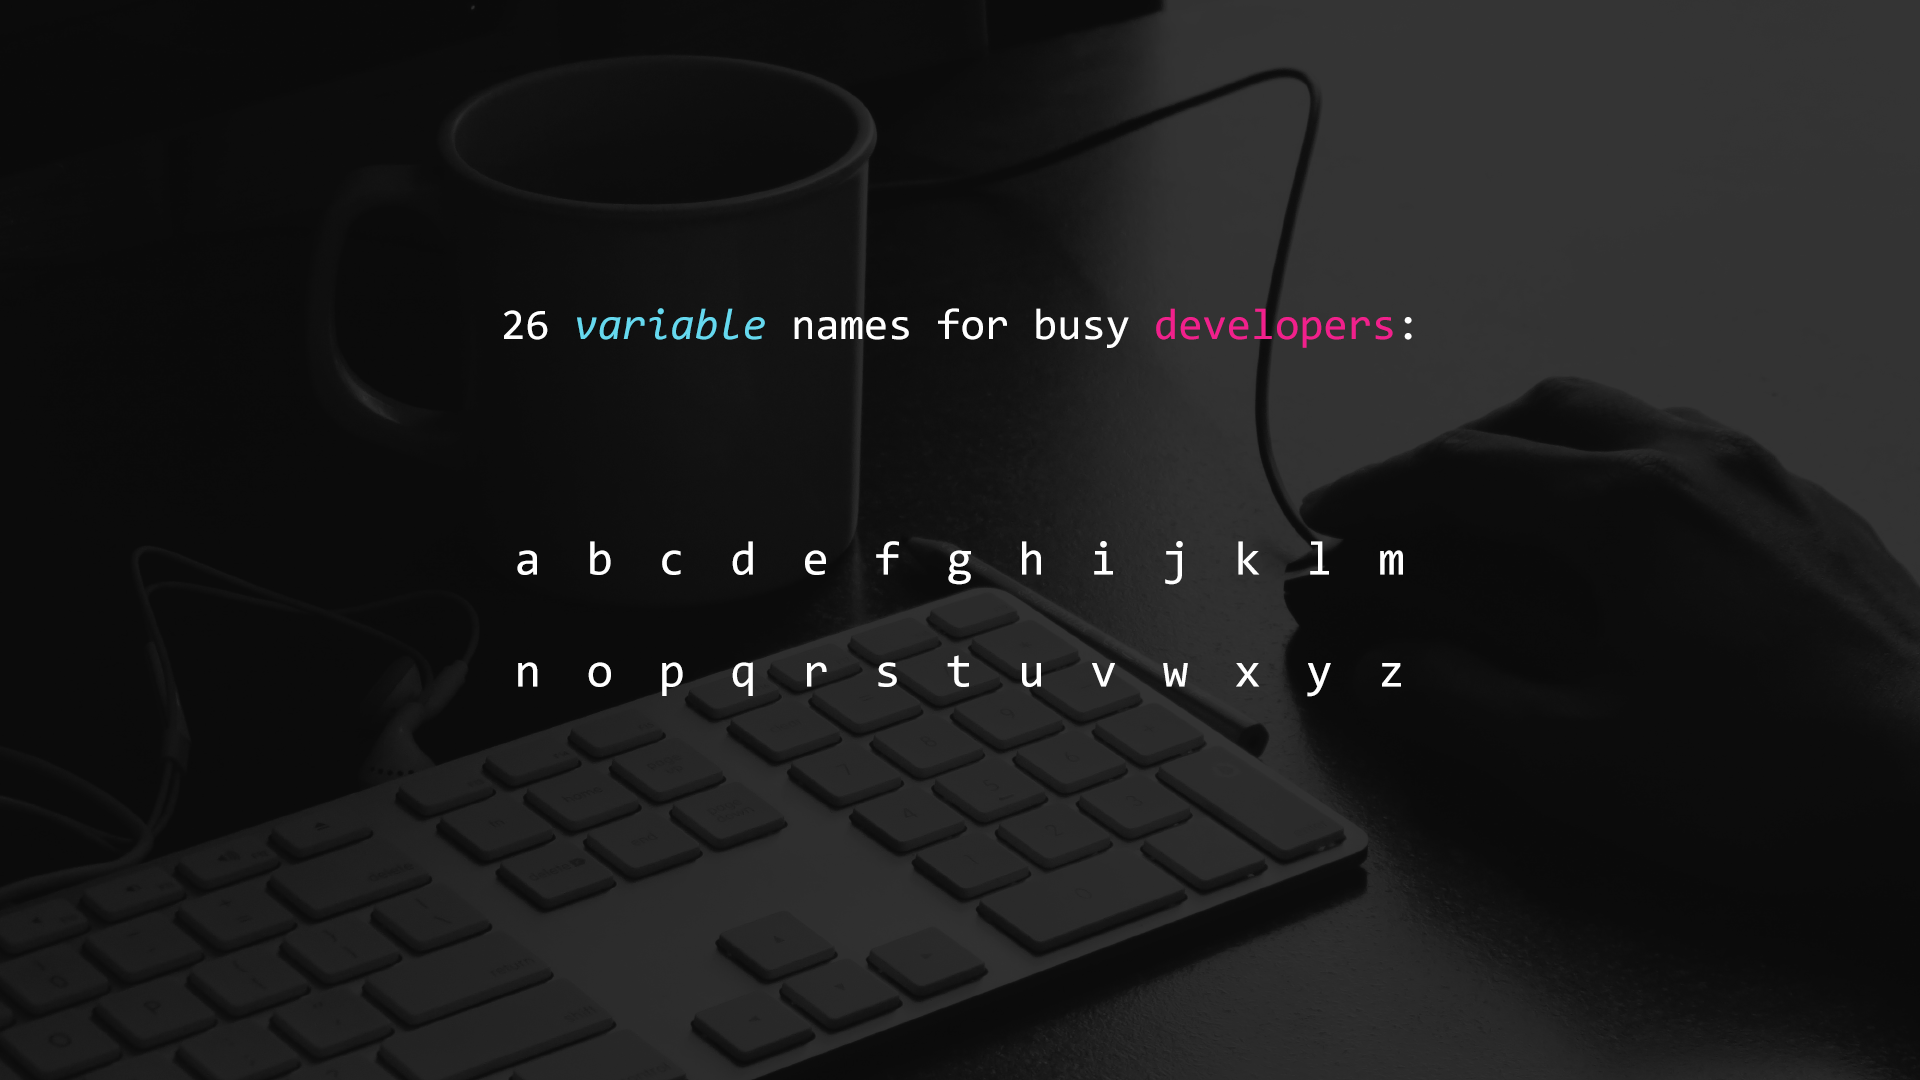 26 variable names for busy developers:
a b c d e f g h i j k l m
n o p q r s t u v w x y z